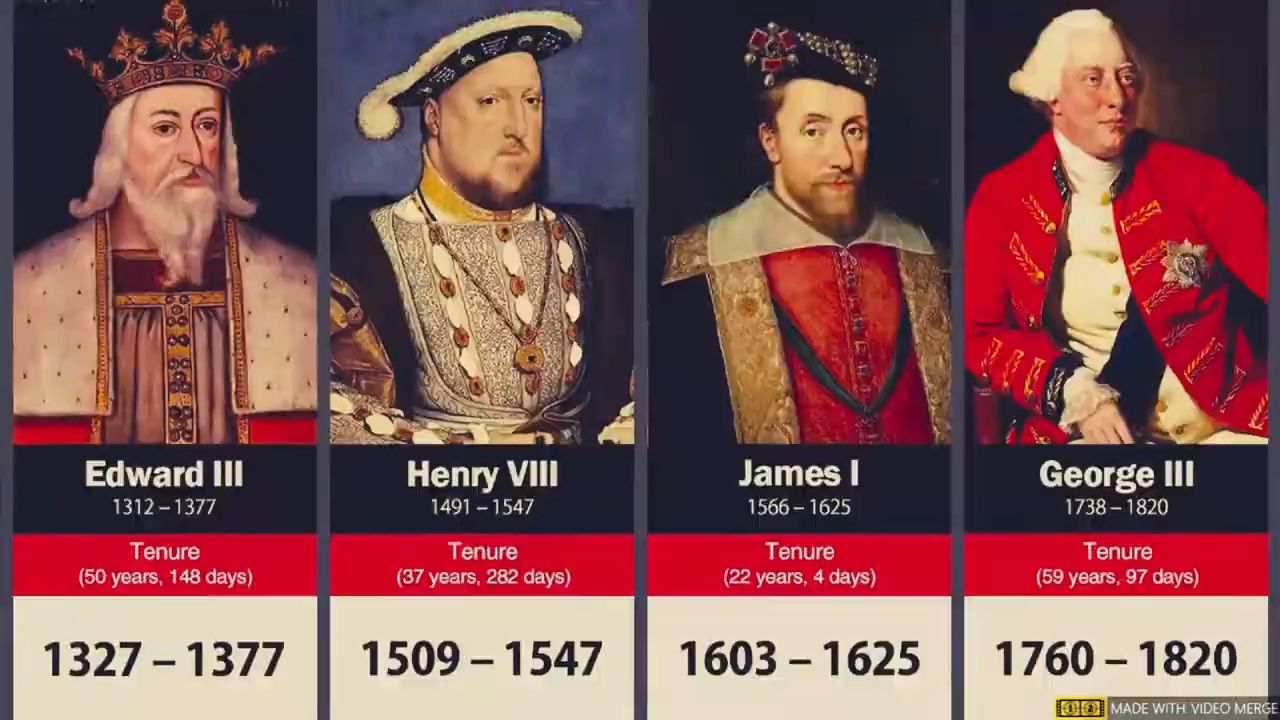 Edward III
1312 – 1377
Tenure
(50 years, 148 days)
1327 – 1377
Henry VIII
1491 – 1547
Tenure
(37 years, 282 days)
1509 – 1547
James I
1566 – 1625
Tenure
(22 years, 4 days)
1603 – 1625
George III
1738 – 1820
Tenure
(59 years, 97 days)
1760 – 1820
1 2 MADE WITH VIDEO MERGE